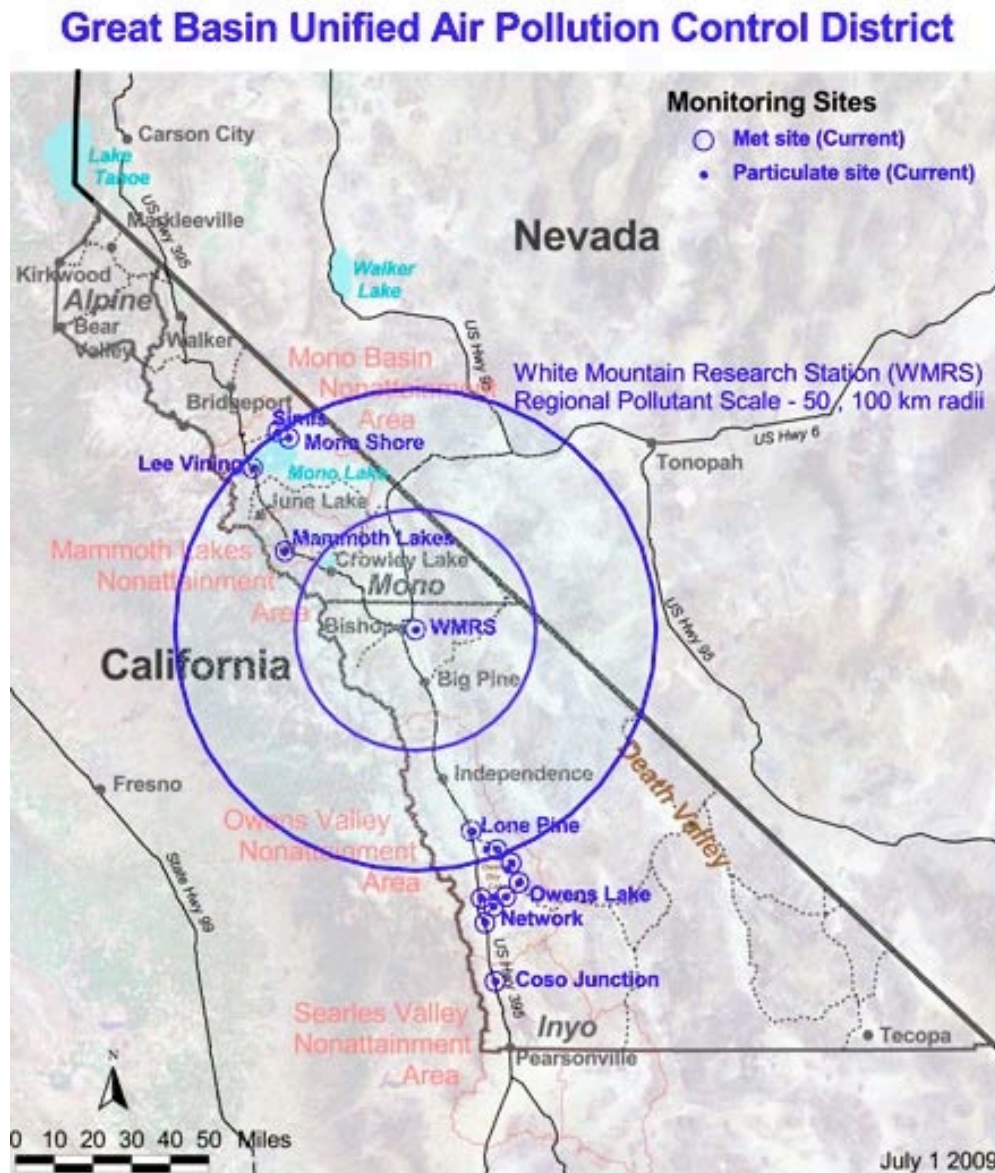 Great Basin Unified Air Pollution Control District
Monitoring Sites
Met site (Current)
Particulate site (Current)
Carson City
Lake
Tahoe
US Hwy 395
Markleeville
Nevada
Kirkwood
Alpine
Bear
Valley
Walker
Lake
Walker
US Hwy 95
Mono Basin
Nonattainment
Area
White Mountain Research Station (WMRS)
Regional Pollutant Scale - 50 , 100 km radii
Bridgeport
Simis
Mono Shore
US Hwy 6
Tonopah
Lee Vining
Mono Lake
June Lake
Mammoth Lakes
Nonattainment
Area
Mammoth Lakes
Crowley Lake
Mono
Bishop
WMRS
California
Big Pine
US Hwy 95
Fresno
Independence
Death Valley
Owens Valley
Nonattainment
Area
Lone Pine
State Hwy 99
Owens Lake
Network
US Hwy 395
Coso Junction
Searles Valley
Nonattainment
Area
Inyo
Pearsonville
Tecopa
N
0 10 20 30 40 50 Miles
July 1 2009